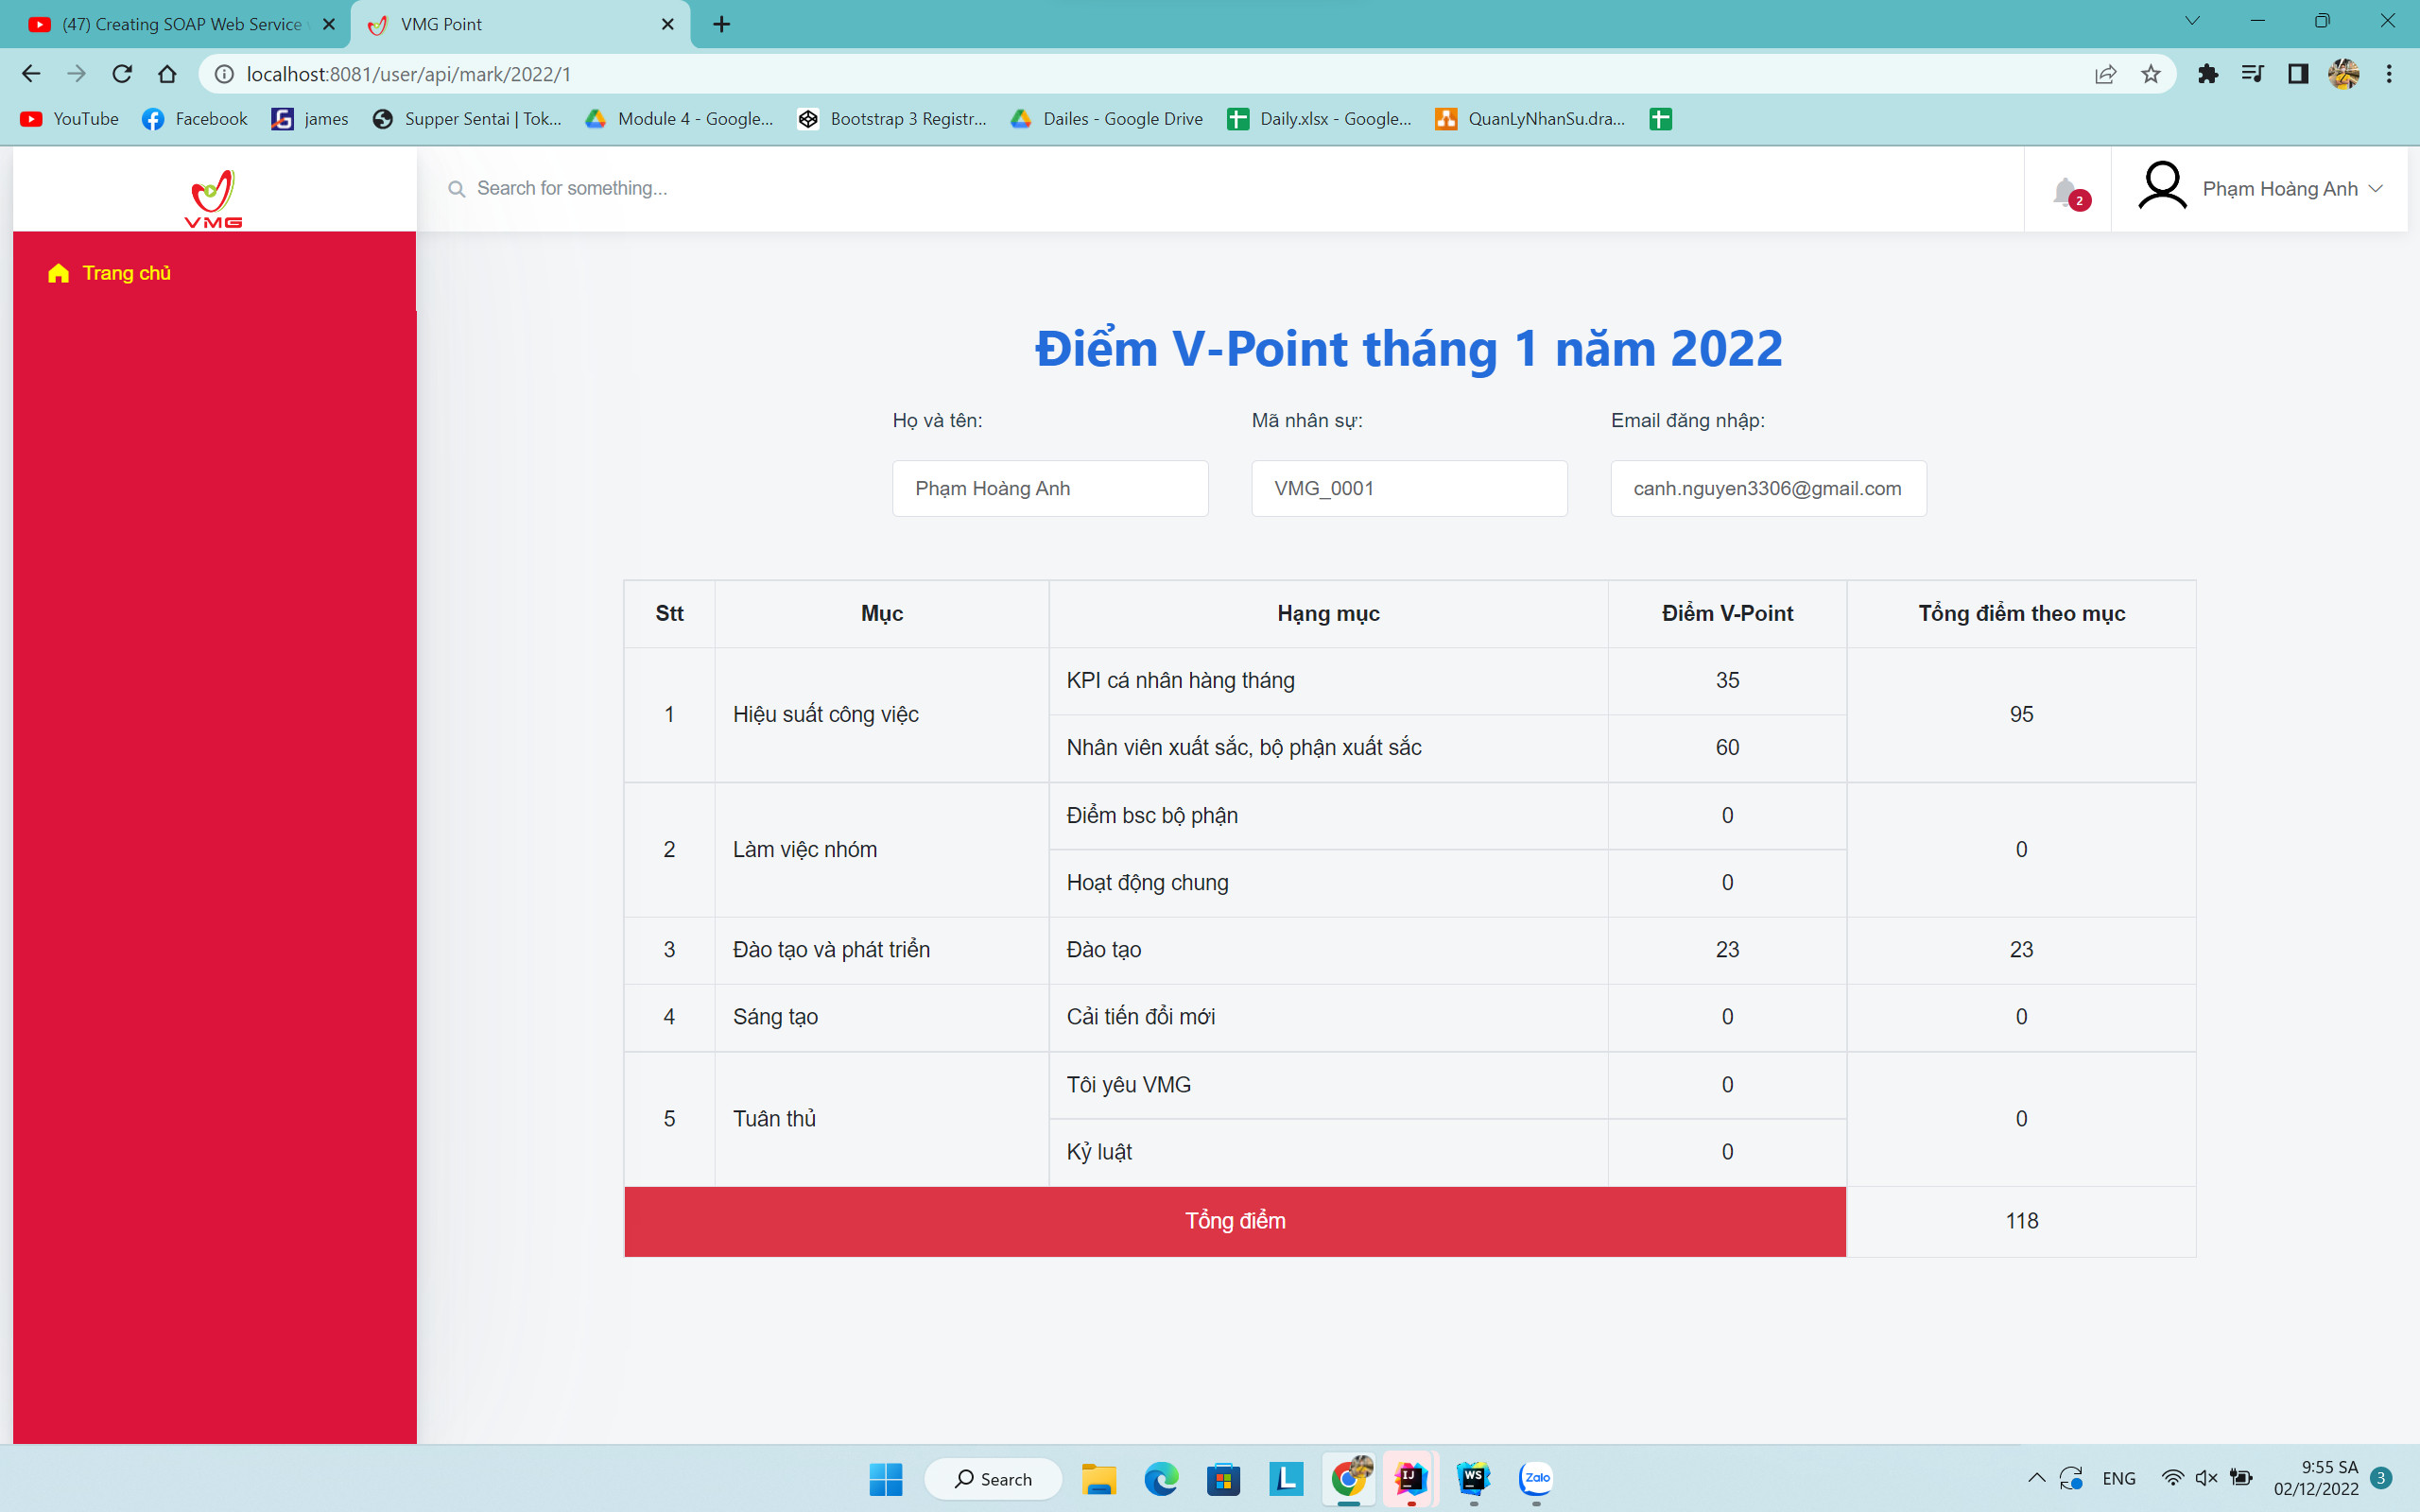 (47) Creating SOAP Web Service
VMG Point
localhost:8081/user/api/mark/2022/1
YouTube
Facebook
james
Supper Sentai | Tok...
Module 4 - Google...
Bootstrap 3 Registr...
Dailes - Google Drive
Daily.xlsx - Google...
QuanLyNhanSu.dra...
VMG
Search for something...
2
Phạm Hoàng Anh
Trang chủ
Điểm V-Point tháng 1 năm 2022
Họ và tên:
Mã nhân sự:
Email đăng nhập:
Phạm Hoàng Anh
VMG_0001
canh.nguyen3306@gmail.com
Stt Mục Hạng mục Điểm V-Point Tổng điểm theo mục
1 Hiệu suất công việc KPI cá nhân hàng tháng 35 95
Nhân viên xuất sắc, bộ phận xuất sắc 60
2 Làm việc nhóm Điểm bsc bộ phận 0 0
Hoạt động chung 0
3 Đào tạo và phát triển Đào tạo 23 23
4 Sáng tạo Cải tiến đổi mới 0 0
5 Tuân thủ Tôi yêu VMG 0 0
Kỷ luật 0
Tổng điểm 118
Search
L
IJ
WS
Zalo
ENG
9:55 SA
02/12/2022
3